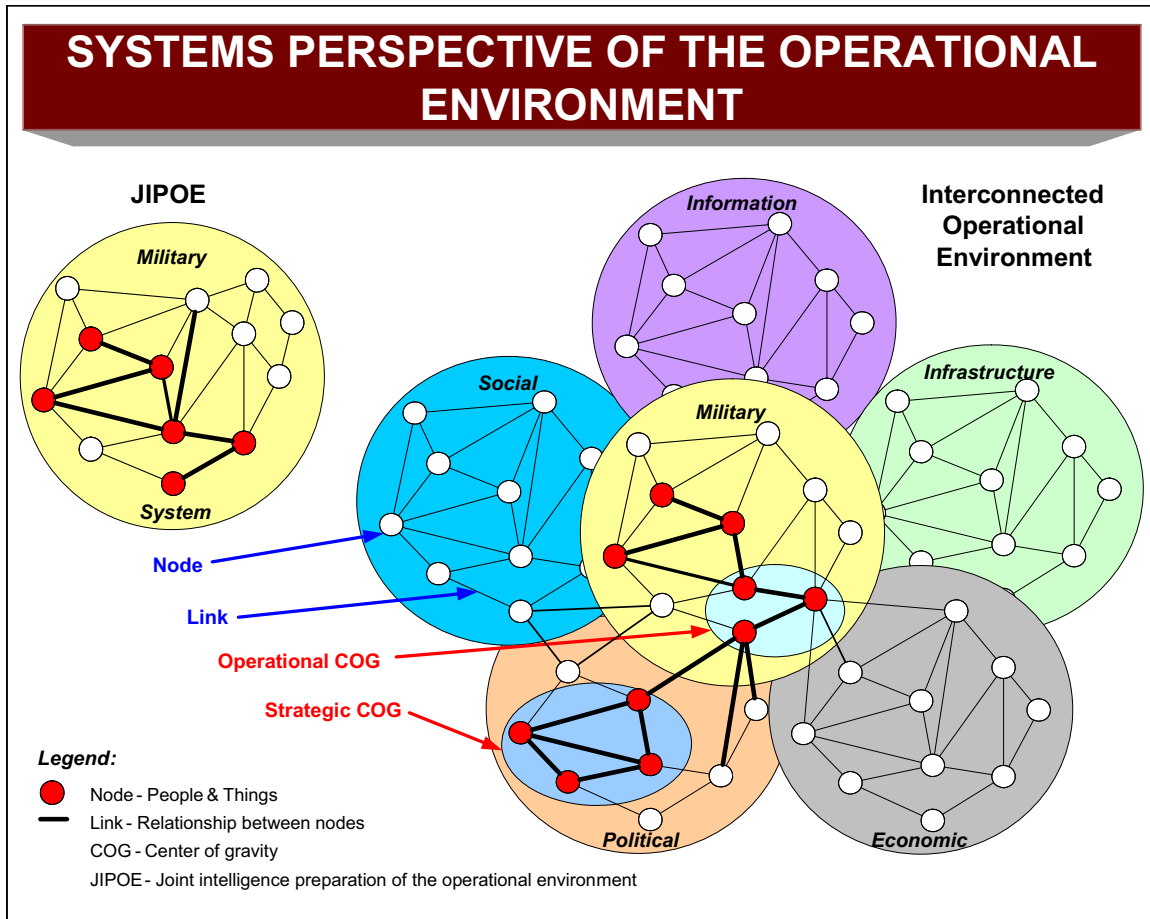 SYSTEMS PERSPECTIVE OF THE OPERATIONAL
ENVIRONMENT
JIPOE
Military
System
Information
Interconnected
Operational
Environment
Social
Military
Infrastructure
Node
Link
Operational COG
Strategic COG
Political
Economic
Legend:
Node - People & Things
Link - Relationship between nodes
COG - Center of gravity
JIPOE - Joint intelligence preparation of the operational environment